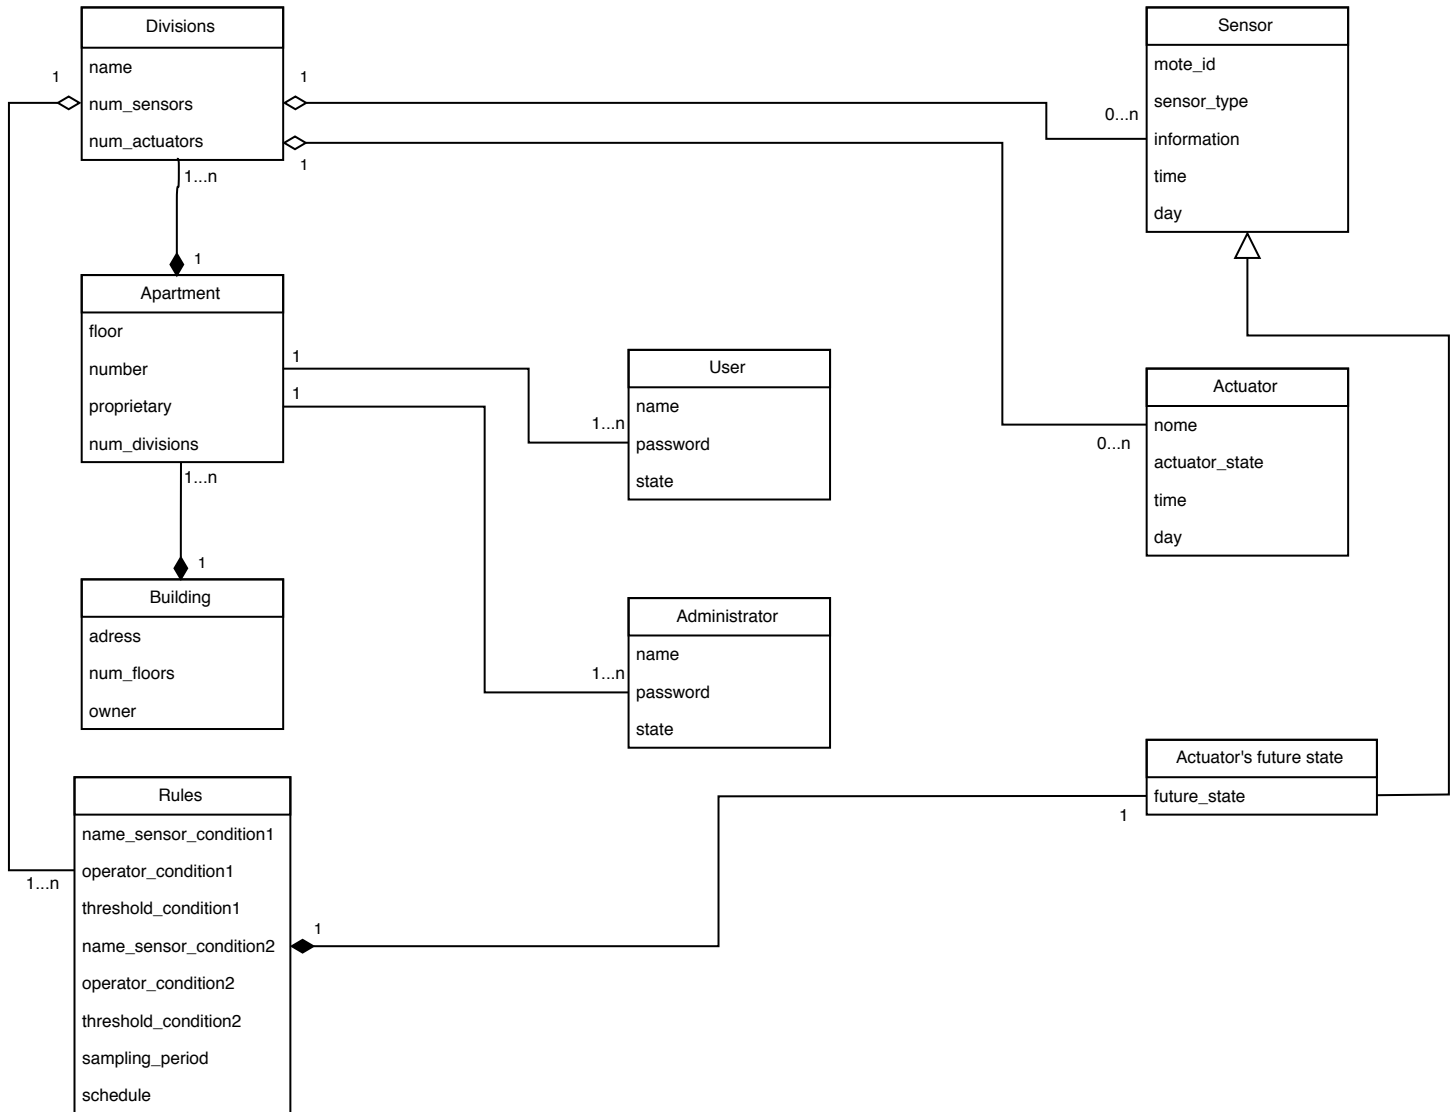 Divisions
name
num_sensors
num_actuators
1
1
1
1...n
Sensor
mote_id
sensor_type
information
time
day
0...n
1
Apartment
floor
number
proprietary
num_divisions
1
1
1...n
User
name
password
state
1...n
Actuator
nome
actuator_state
time
day
0...n
1
Building
adress
num_floors
owner
Administrator
name
password
state
1...n
Actuator's future state
future_state
1
Rules
name_sensor_condition1
operator_condition1
threshold_condition1
name_sensor_condition2
operator_condition2
threshold_condition2
sampling_period
schedule
1...n
1